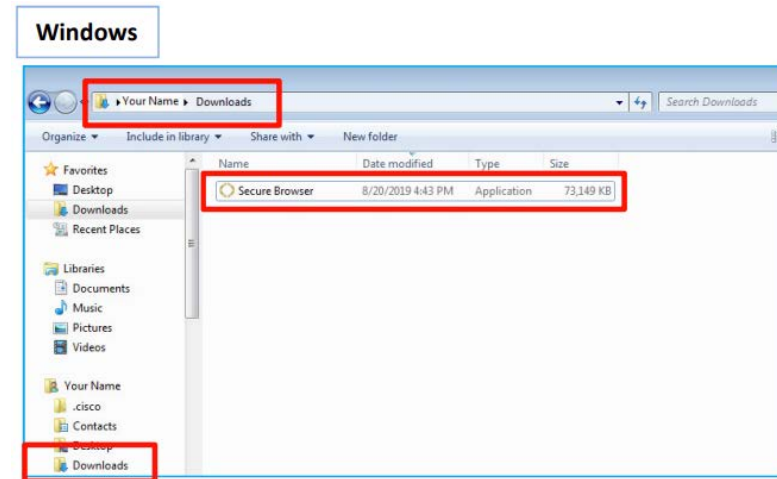 Windows
Your Name ▸ Downloads
Search Downloads
Organize
Include in library
Share with
New folder
Favorites
Desktop
Downloads
Recent Places
Libraries
Documents
Music
Pictures
Videos
Your Name
.cisco
Contacts
Desktop
Downloads
Name Date modified Type Size
Secure Browser 8/20/2019 4:43 PM Application 73,149 KB